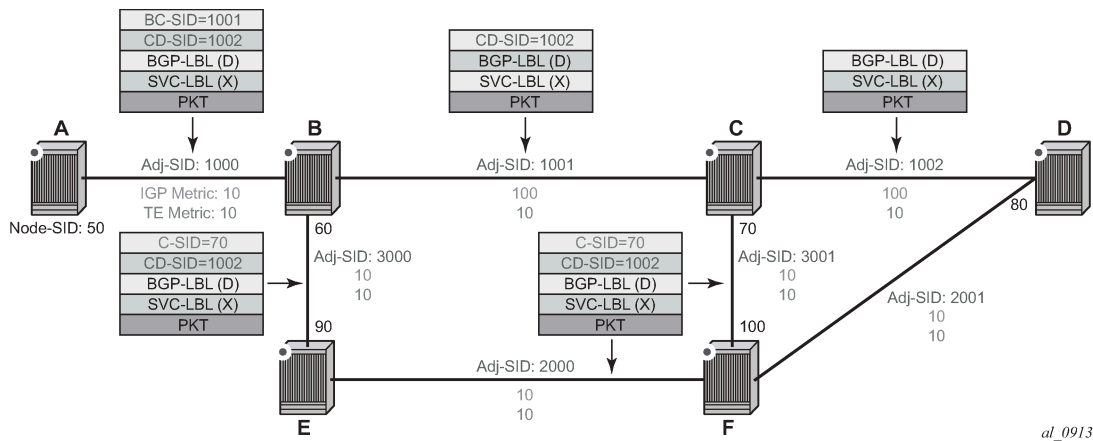 BC-SID=1001
CD-SID=1002
BGP-LBL (D)
SVC-LBL (X)
PKT
CD-SID=1002
BGP-LBL (D)
SVC-LBL (X)
PKT
BGP-LBL (D)
SVC-LBL (X)
PKT
A
B
C
D
Adj-SID: 1000
IGP Metric: 10
TE Metric: 10
Adj-SID: 1001
100
10
Adj-SID: 1002
100
10
Node-SID: 50
60
70
80
C-SID=70
CD-SID=1002
BGP-LBL (D)
SVC-LBL (X)
PKT
Adj-SID: 3000
10
10
C-SID=70
CD-SID=1002
BGP-LBL (D)
SVC-LBL (X)
PKT
Adj-SID: 3001
10
10
Adj-SID: 2001
10
10
90
100
Adj-SID: 2000
10
10
E
F
al_0913